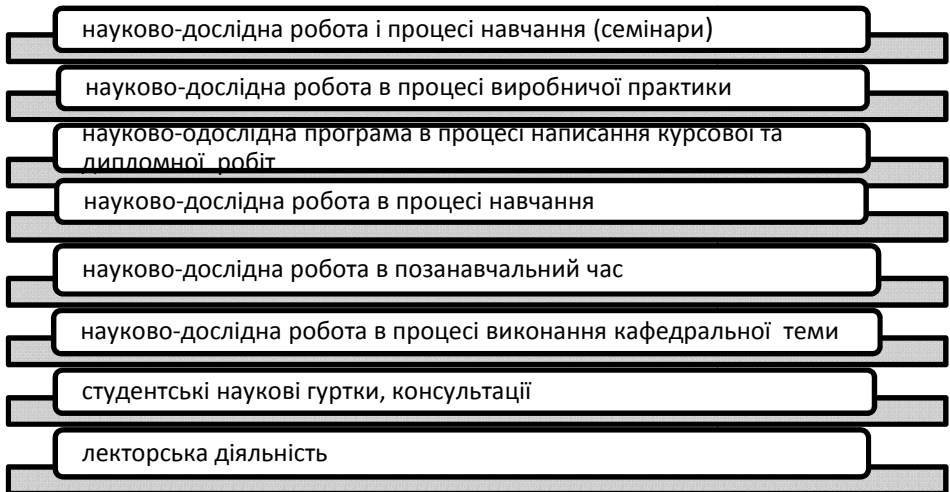 науково-дослідна робота і процесі навчання (семінари)
науково-дослідна робота в процесі виробничої практики
науково-одослідна програма в процесі написання курсової та
дипломної робіт
науково-дослідна робота в процесі навчання
науково-дослідна робота в позанавчальний час
науково-дослідна робота в процесі виконання кафедральної теми
студентські наукові гуртки, консультації
лекторська діяльність